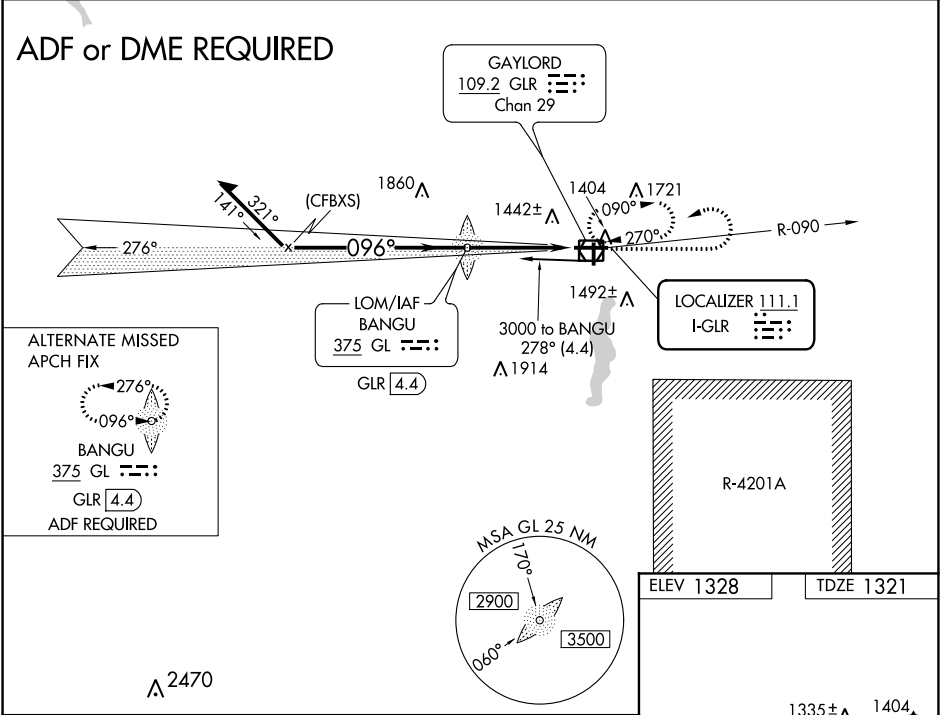 ADF or DME REQUIRED
GAYLORD
109.2 GLR
Chan 29
1860
(CFBXS)
321°
141°
1442±
1404
1721
090°
270°
R-090
276°
096°
LOM/IAF
BANGU
375 GL
GLR 4.4
1492±
3000 to BANGU
278° (4.4)
1914
LOCALIZER 111.1
I-GLR
ALTERNATE MISSED
APCH FIX
276°
096°
BANGU
375 GL
GLR 4.4
ADF REQUIRED
R-4201A
MSA GL 25 NM
170°
2900
3500
060°
ELEV 1328
TDZE 1321
2470
1335±
1404